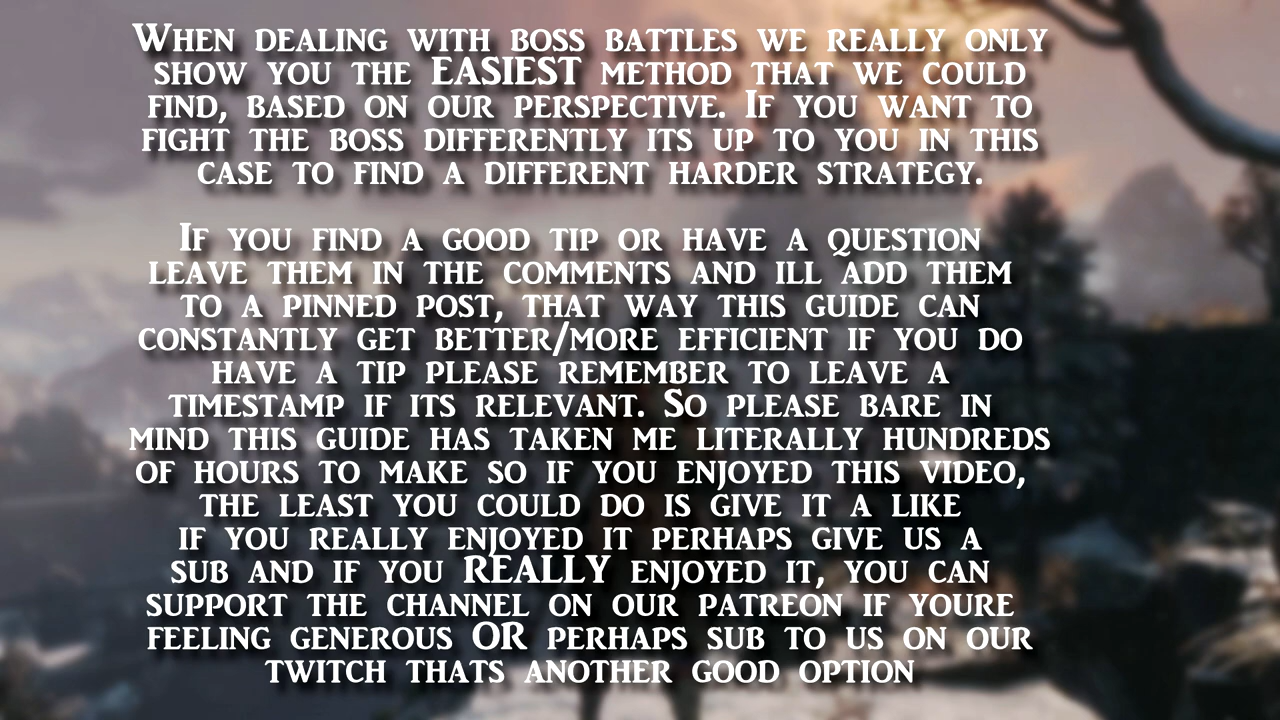 When dealing with boss battles we really only
show you the EASIEST method that we could
find, based on our perspective. If you want to
fight the boss differently its up to you in this
case to find a different harder strategy.
If you find a good tip or have a question
leave them in the comments and ill add them
to a pinned post, that way this guide can
constantly get better/more efficient if you do
have a tip please remember to leave a
timestamp if its relevant. So please bare in
mind this guide has taken me literally hundreds
of hours to make so if you enjoyed this video,
the least you could do is give it a like
if you really enjoyed it perhaps give us a
sub and if you REALLY enjoyed it, you can
support the channel on our patreon if youre
feeling generous OR perhaps sub to us on our
twitch thats another good option